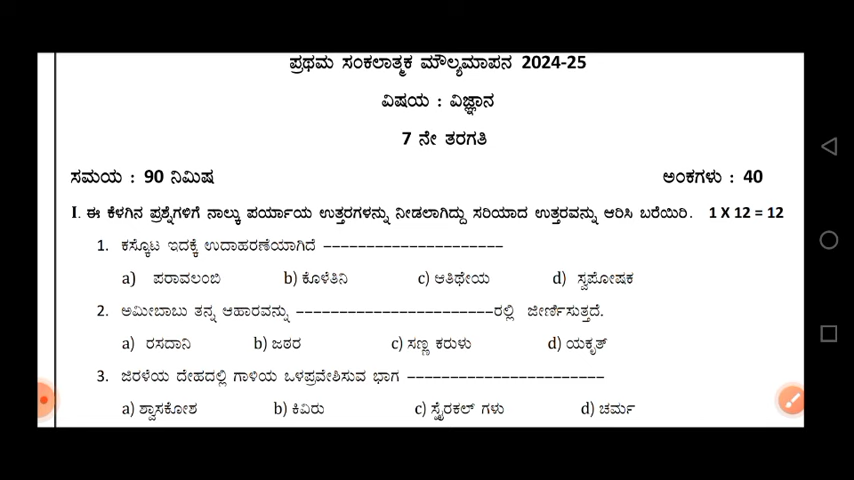 ಪ್ರಥಮ ಸಂಕಲಾತ್ಮಕ ಮೌಲ್ಯಮಾಪನ 2024-25
ವಿಷಯ : ವಿಜ್ಞಾನ
7 ನೇ ತರಗತಿ
ಸಮಯ : 90 ನಿಮಿಷ ಅಂಕಗಳು : 40
I. ಈ ಕೆಳಗಿನ ಪ್ರಶ್ನೆಗಳಿಗೆ ನಾಲ್ಕು ಪರ್ಯಾಯ ಉತ್ತರಗಳನ್ನು ನೀಡಲಾಗಿದ್ದು ಸರಿಯಾದ ಉತ್ತರವನ್ನು ಆರಿಸಿ ಬರೆಯಿರಿ. 1 X 12 = 12
1. ಕಸ್ಕೊಟ ಇದಕ್ಕೆ ಉದಾಹರಣೆಯಾಗಿದೆ ---------------------
a) ಪರಾವಲಂಬಿ b) ಕೊಳೆತಿನಿ c) ಆತಿಥೇಯ d) ಸ್ವಪೋಷಕ
2. ಅಮೀಬಾಬು ತನ್ನ ಆಹಾರವನ್ನು -----------------------ರಲ್ಲಿ ಜೀರ್ಣಿಸುತ್ತದೆ.
a) ರಸದಾನಿ b) ಜಠರ c) ಸಣ್ಣ ಕರುಳು d) ಯಕೃತ್
3. ಜಿರಳೆಯ ದೇಹದಲ್ಲಿ ಗಾಳಿಯ ಒಳಪ್ರವೇಶಿಸುವ ಭಾಗ -----------------------
a) ಶ್ವಾಸಕೋಶ b) ಕಿವಿರು c) ಸ್ಪೈರಕಲ್ ಗಳು d) ಚರ್ಮ